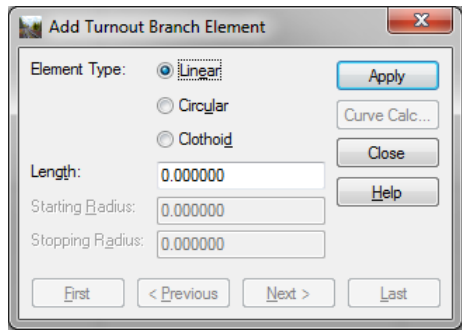 Add Turnout Branch Element
Element Type: Linear Apply
Circular Curve Calc...
Clothoid Close
Length: 0.000000 Help
Starting Radius: 0.000000
Stopping Radius: 0.000000
First < Previous Next > Last